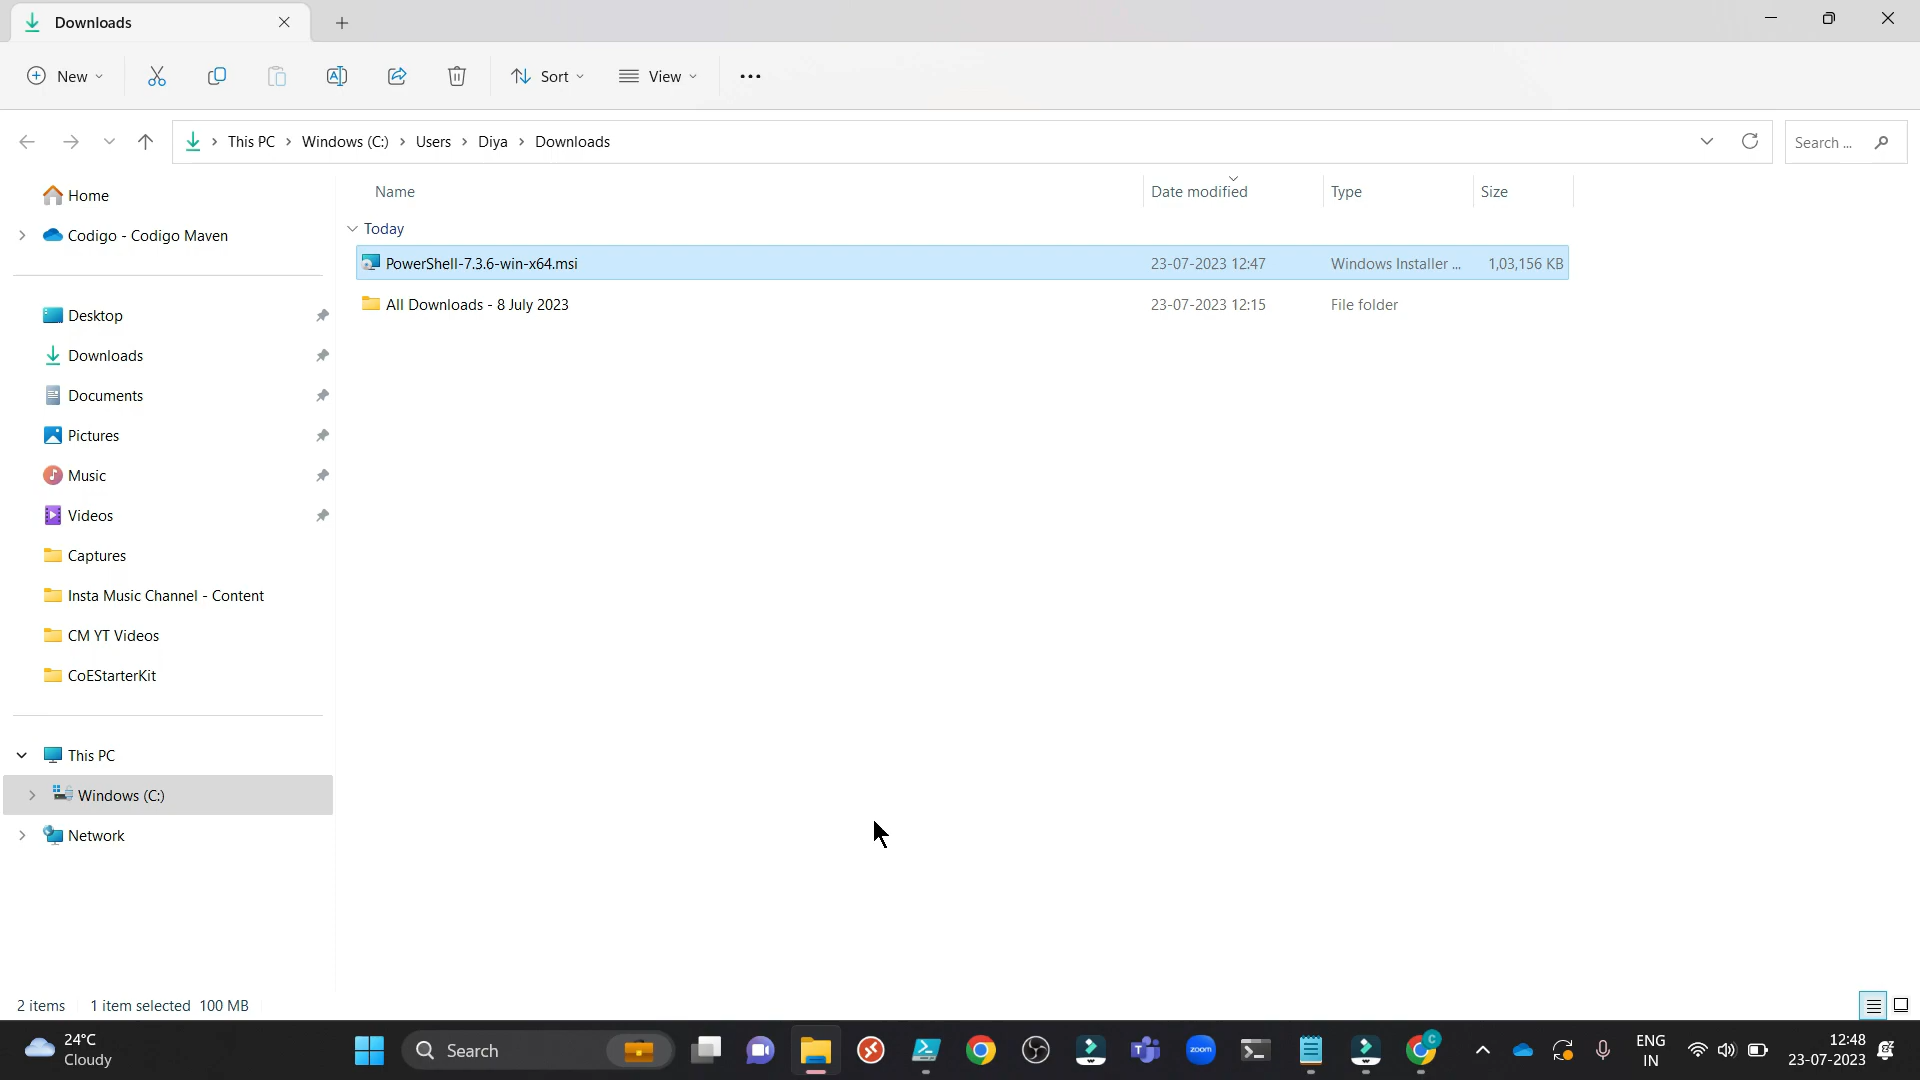 Downloads
New
Sort
View
This PC > Windows (C:) > Users > Diya > Downloads
Search ...
Home
Codigo - Codigo Maven
Desktop
Downloads
Documents
Pictures
Music
Videos
Captures
Insta Music Channel - Content
CM YT Videos
CoEStarterKit
This PC
Windows (C:)
Network
Name Date modified Type Size
Today
PowerShell-7.3.6-win-x64.msi 23-07-2023 12:47 Windows Installer ... 1,03,156 KB
All Downloads - 8 July 2023 23-07-2023 12:15 File folder
2 items 1 item selected 100 MB
24°C
Cloudy
Search
zoom
C
ENG
IN
12:48
23-07-2023